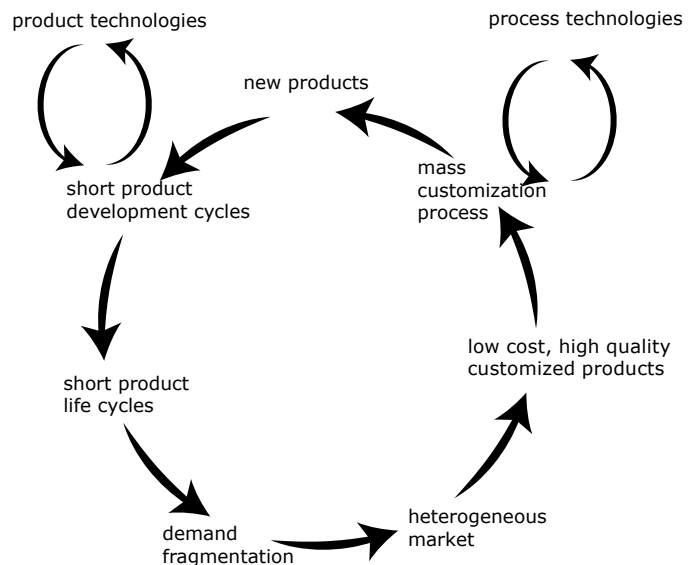 product technologies
process technologies
new products
mass
customization
process
short product
development cycles
low cost, high quality
customized products
short product
life cycles
heterogeneous
market
demand
fragmentation